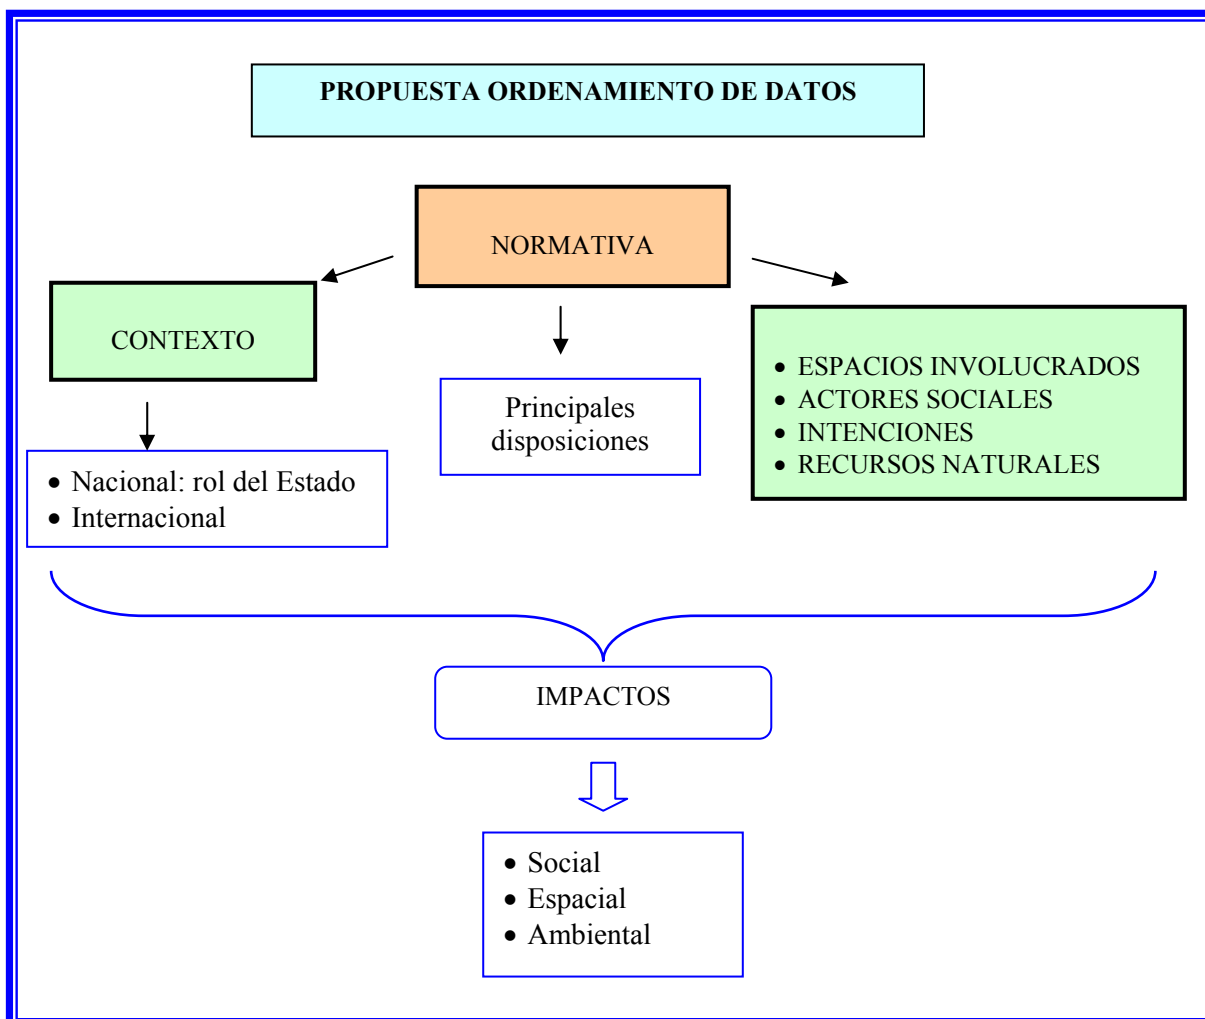 PROPUESTA ORDENAMIENTO DE DATOS
NORMATIVA
CONTEXTO
• Nacional: rol del Estado
• Internacional
Principales
disposiciones
• ESPACIOS INVOLUCRADOS
• ACTORES SOCIALES
• INTENCIONES
• RECURSOS NATURALES
IMPACTOS
• Social
• Espacial
• Ambiental